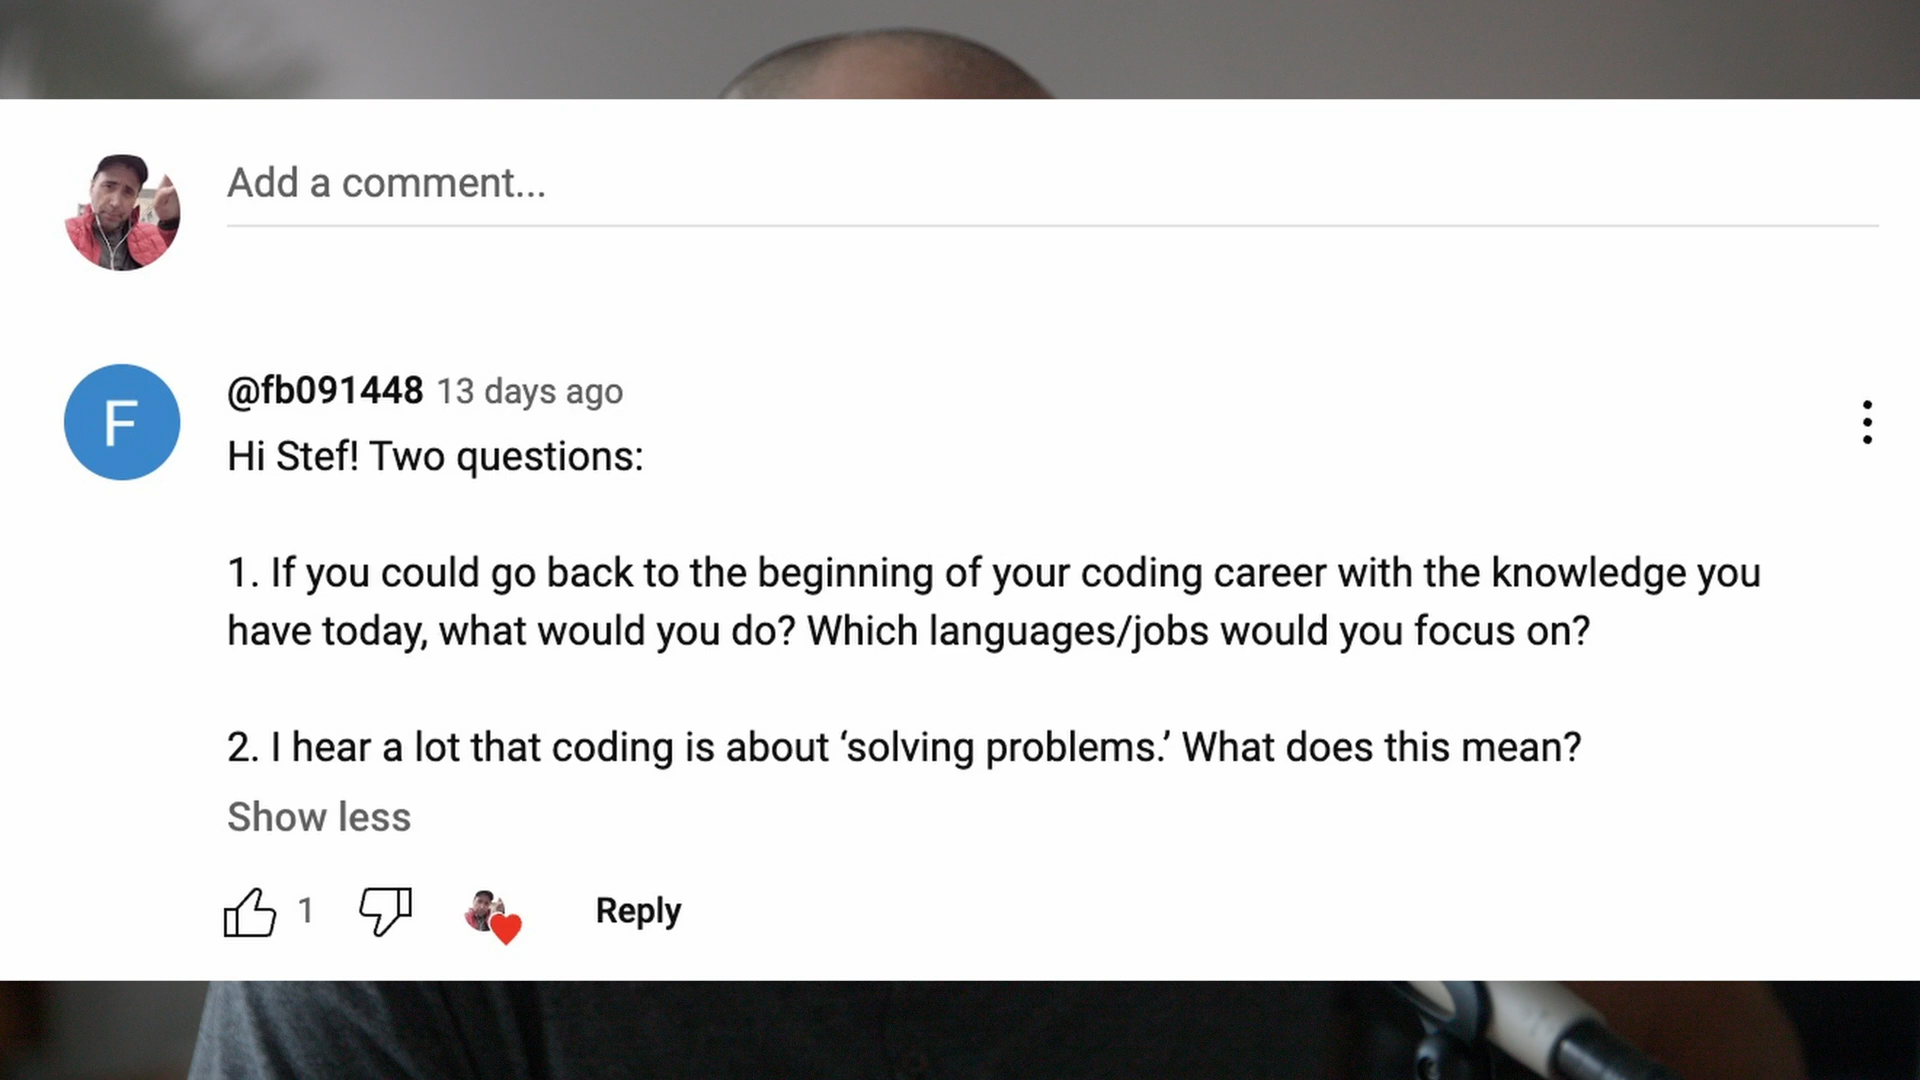 Add a comment...
F
@fb091448 13 days ago
Hi Stef! Two questions:
1. If you could go back to the beginning of your coding career with the knowledge you
have today, what would you do? Which languages/jobs would you focus on?
2. I hear a lot that coding is about ‘solving problems.’ What does this mean?
Show less
1
Reply